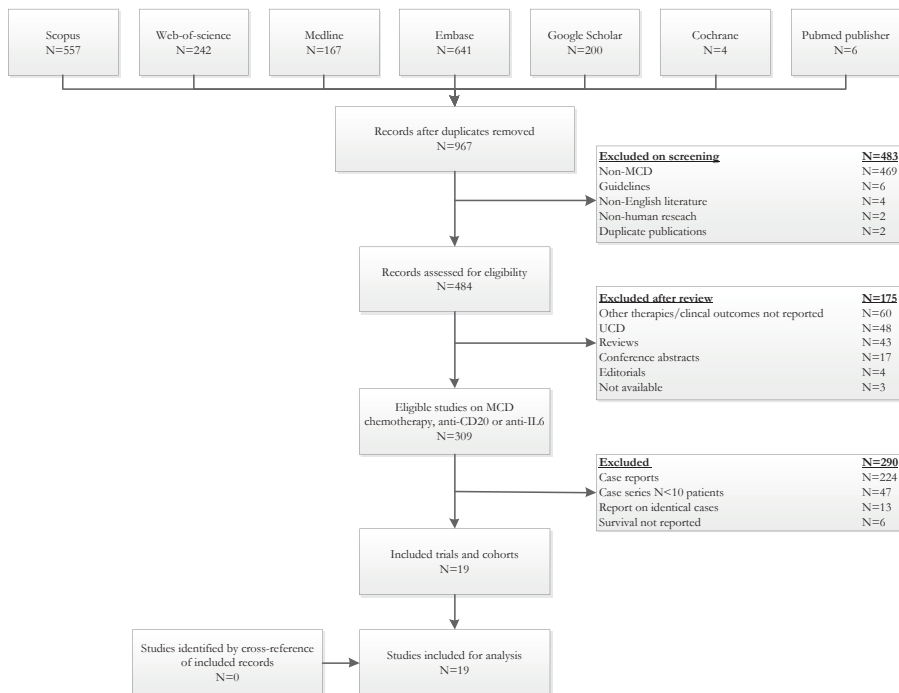 Scopus
N=557
Web-of-science
N=242
Medline
N=167
Embase
N=641
Google Scholar
N=200
Cochrane
N=4
Pubmed publisher
N=6
Records after duplicates removed
N=967
Excluded on screening N=483
Non-MCD N=469
Guidelines N=6
Non-English literature N=4
Non-human reseach N=2
Duplicate publications N=2
Records assessed for eligibility
N=484
Excluded after review N=175
Other therapies/clincal outcomes not reported N=60
UCD N=48
Reviews N=43
Conference abstracts N=17
Editorials N=4
Not available N=3
Eligible studies on MCD
chemotherapy, anti-CD20 or anti-IL6
N=309
Excluded N=290
Case reports N=224
Case series N<10 patients N=47
Report on identical cases N=13
Survival not reported N=6
Included trials and cohorts
N=19
Studies identified by cross-reference
of included records
N=0
Studies included for analysis
N=19